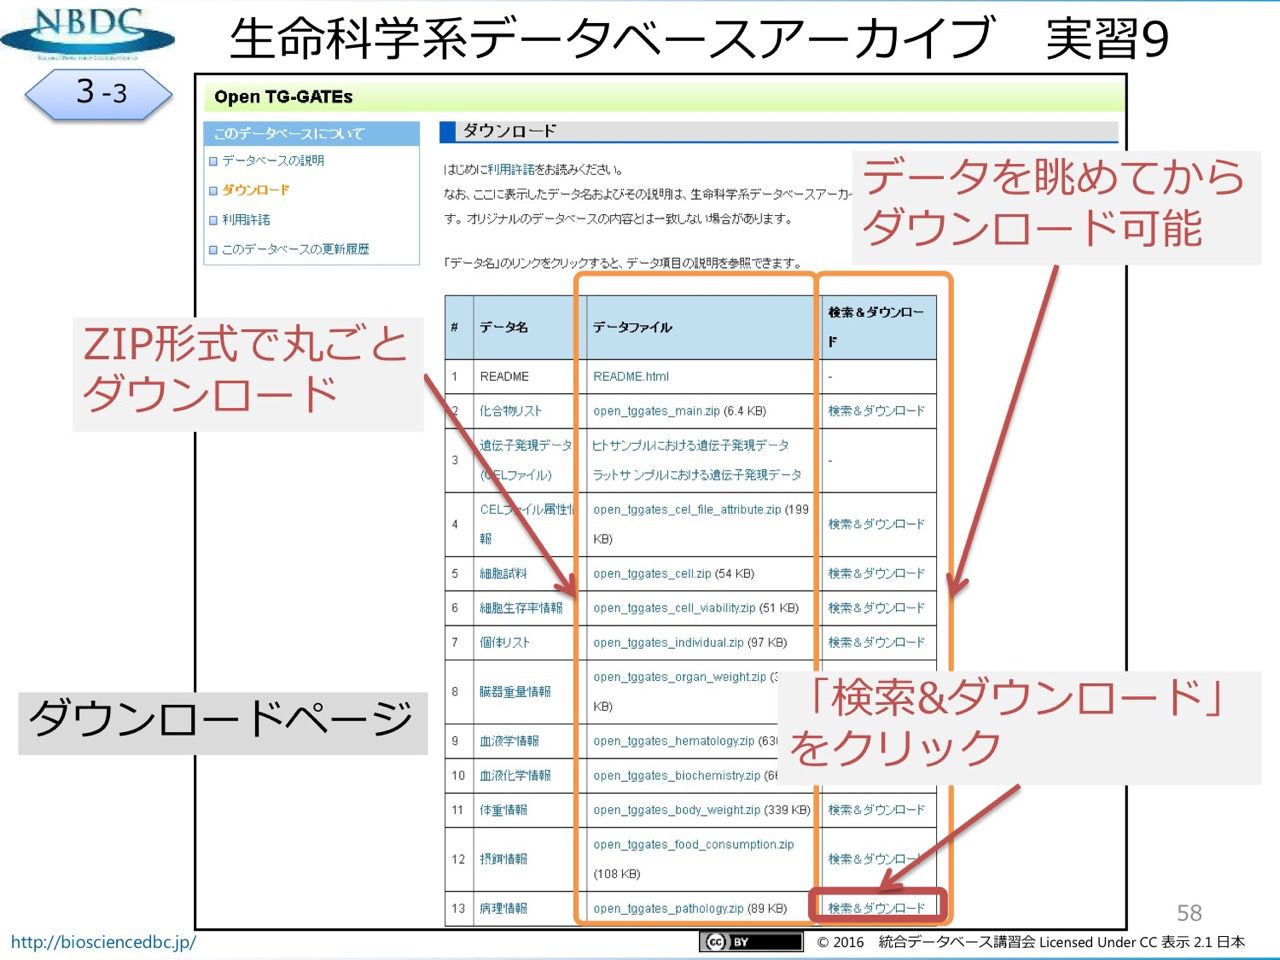 NBDC
生命科学系データベースアーカイブ　実習9
3-3
Open TG-GATEs
このデータベースについて
データベースの説明
ダウンロード
利用許諾
このデータベースの更新履歴
ダウンロード
はじめに利用許諾をお読みください。
なお、ここに表示したデータ名およびその説明は、生命科学系データベースアーカイ
す。オリジナルのデータベースの内容とは一致しない場合があります。
「データ名」のリンクをクリックすると、データ項目の説明を参照できます。
データを眺めてから
ダウンロード可能
ZIP形式で丸ごと
ダウンロード
# データ名 データファイル 検索＆ダウンロー
ド
1 README README.html -
2 化合物リスト open_tggates_main.zip (6.4 KB) 検索＆ダウンロード
3 遺伝子発現データ ヒトサンプルにおける遺伝子発現データ -
(CELファイル) ラットサンプルにおける遺伝子発現データ
4 CELファイル属性情 open_tggates_cel_file_attribute.zip (199 検索＆ダウンロード
報 KB)
5 細胞試料 open_tggates_cell.zip (54 KB) 検索＆ダウンロード
6 細胞生存率情報 open_tggates_cell_viability.zip (51 KB) 検索＆ダウンロード
7 個体リスト open_tggates_individual.zip (97 KB) 検索＆ダウンロード
8 臓器重量情報 open_tggates_organ_weight.zip
KB)
9 血液学情報 open_tggates_hematology.zip
10 血液化学情報 open_tggates_biochemistry.zip
11 体重情報 open_tggates_body_weight.zip (339 KB) 検索＆ダウンロード
12 摂餌情報 open_tggates_food_consumption.zip 検索＆ダウンロード
(108 KB)
13 病理情報 open_tggates_pathology.zip (89 KB) 検索＆ダウンロード
「検索&ダウンロード」
をクリック
ダウンロードページ
58
http://biosciencedbc.jp/
cc BY
© 2016　統合データベース講習会 Licensed Under CC 表示 2.1 日本